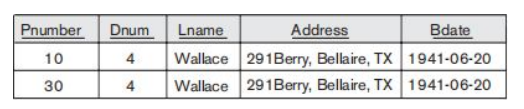 Pnumber Dnum Lname Address Bdate
10 4 Wallace 291Berry, Bellaire, TX 1941-06-20
30 4 Wallace 291Berry, Bellaire, TX 1941-06-20